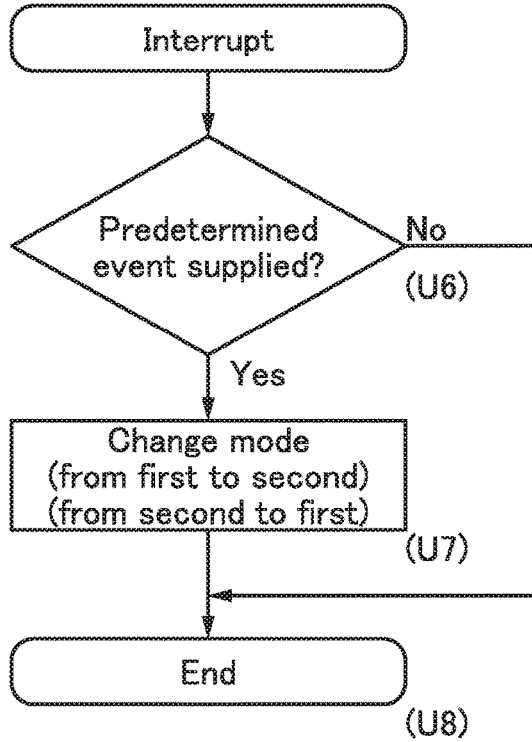 Interrupt
Predetermined
event supplied?
No
(U6)
Yes
Change mode
(from first to second)
(from second to first)
(U7)
End
(U8)